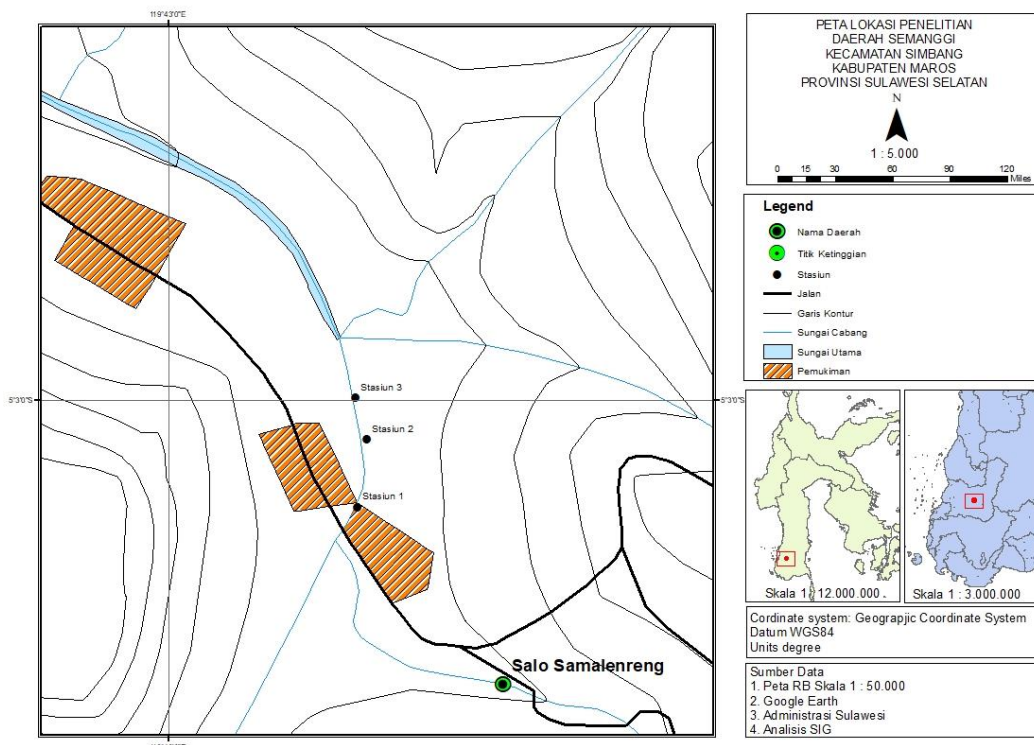 119°43'0"E
PETA LOKASI PENELITIAN
DAERAH SEMANGGI
KECAMATAN SIMBANG
KABUPATEN MAROS
PROVINSI SULAWESI SELATAN
N
1 : 5.000
0 15 30 60 90 120
Miles
Legend
Nama Daerah
Titik Ketinggian
Stasiun
Jalan
Garis Kontur
Sungai Cabang
Sungai Utama
Pemukiman
5°3'0"S
5°3'0"S
Stasiun 3
Stasiun 2
Stasiun 1
Salo Samalenreng
Skala 1 : 12.000.000
Skala 1 : 3.000.000
Cordinate system: Geograpjic Coordinate System
Datum WGS84
Units degree
Sumber Data
1. Peta RB Skala 1 : 50.000
2. Google Earth
3. Administrasi Sulawesi
4. Analisis SIG